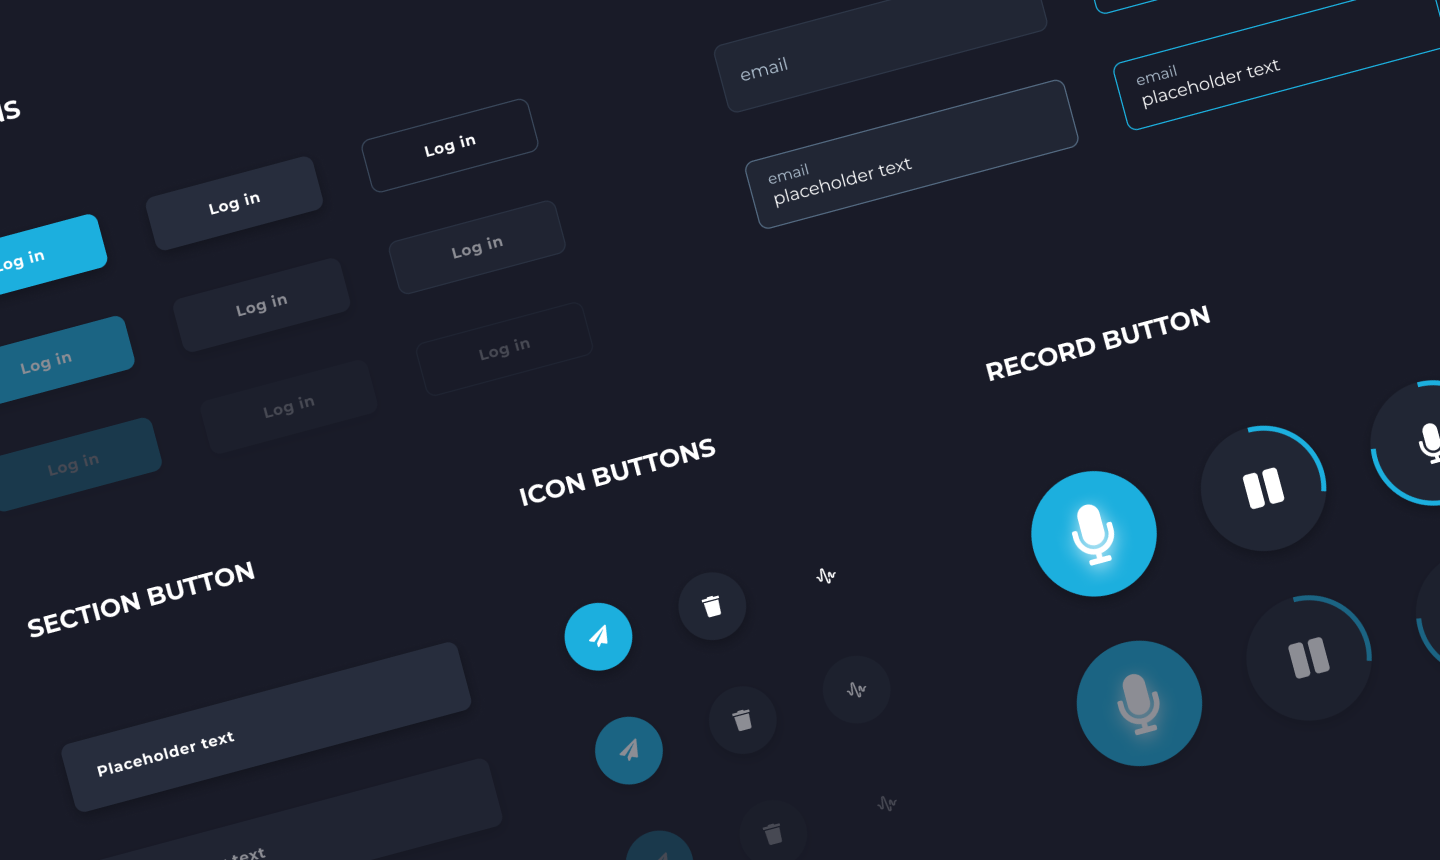 NS
Log in
Log in
Log in
Log in
Log in
Log in
Log in
Log in
Log in
email
email
placeholder text
email
placeholder text
SECTION BUTTON
Placeholder text
text
ICON BUTTONS
RECORD BUTTON